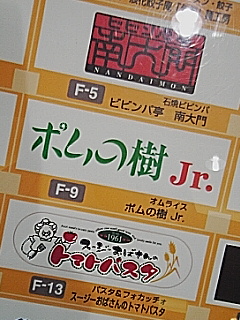 南大門
NANDAIMON
F-5
石焼ビビンバ
ビビンバ亭 南大門
ポムの樹 Jr.
F-9
オムライス
ポムの樹 Jr.
1961
スージーおばさんの
トマトパスタ
F-13
パスタ&フォカッチャ
スージーおばさんのトマトパスタ